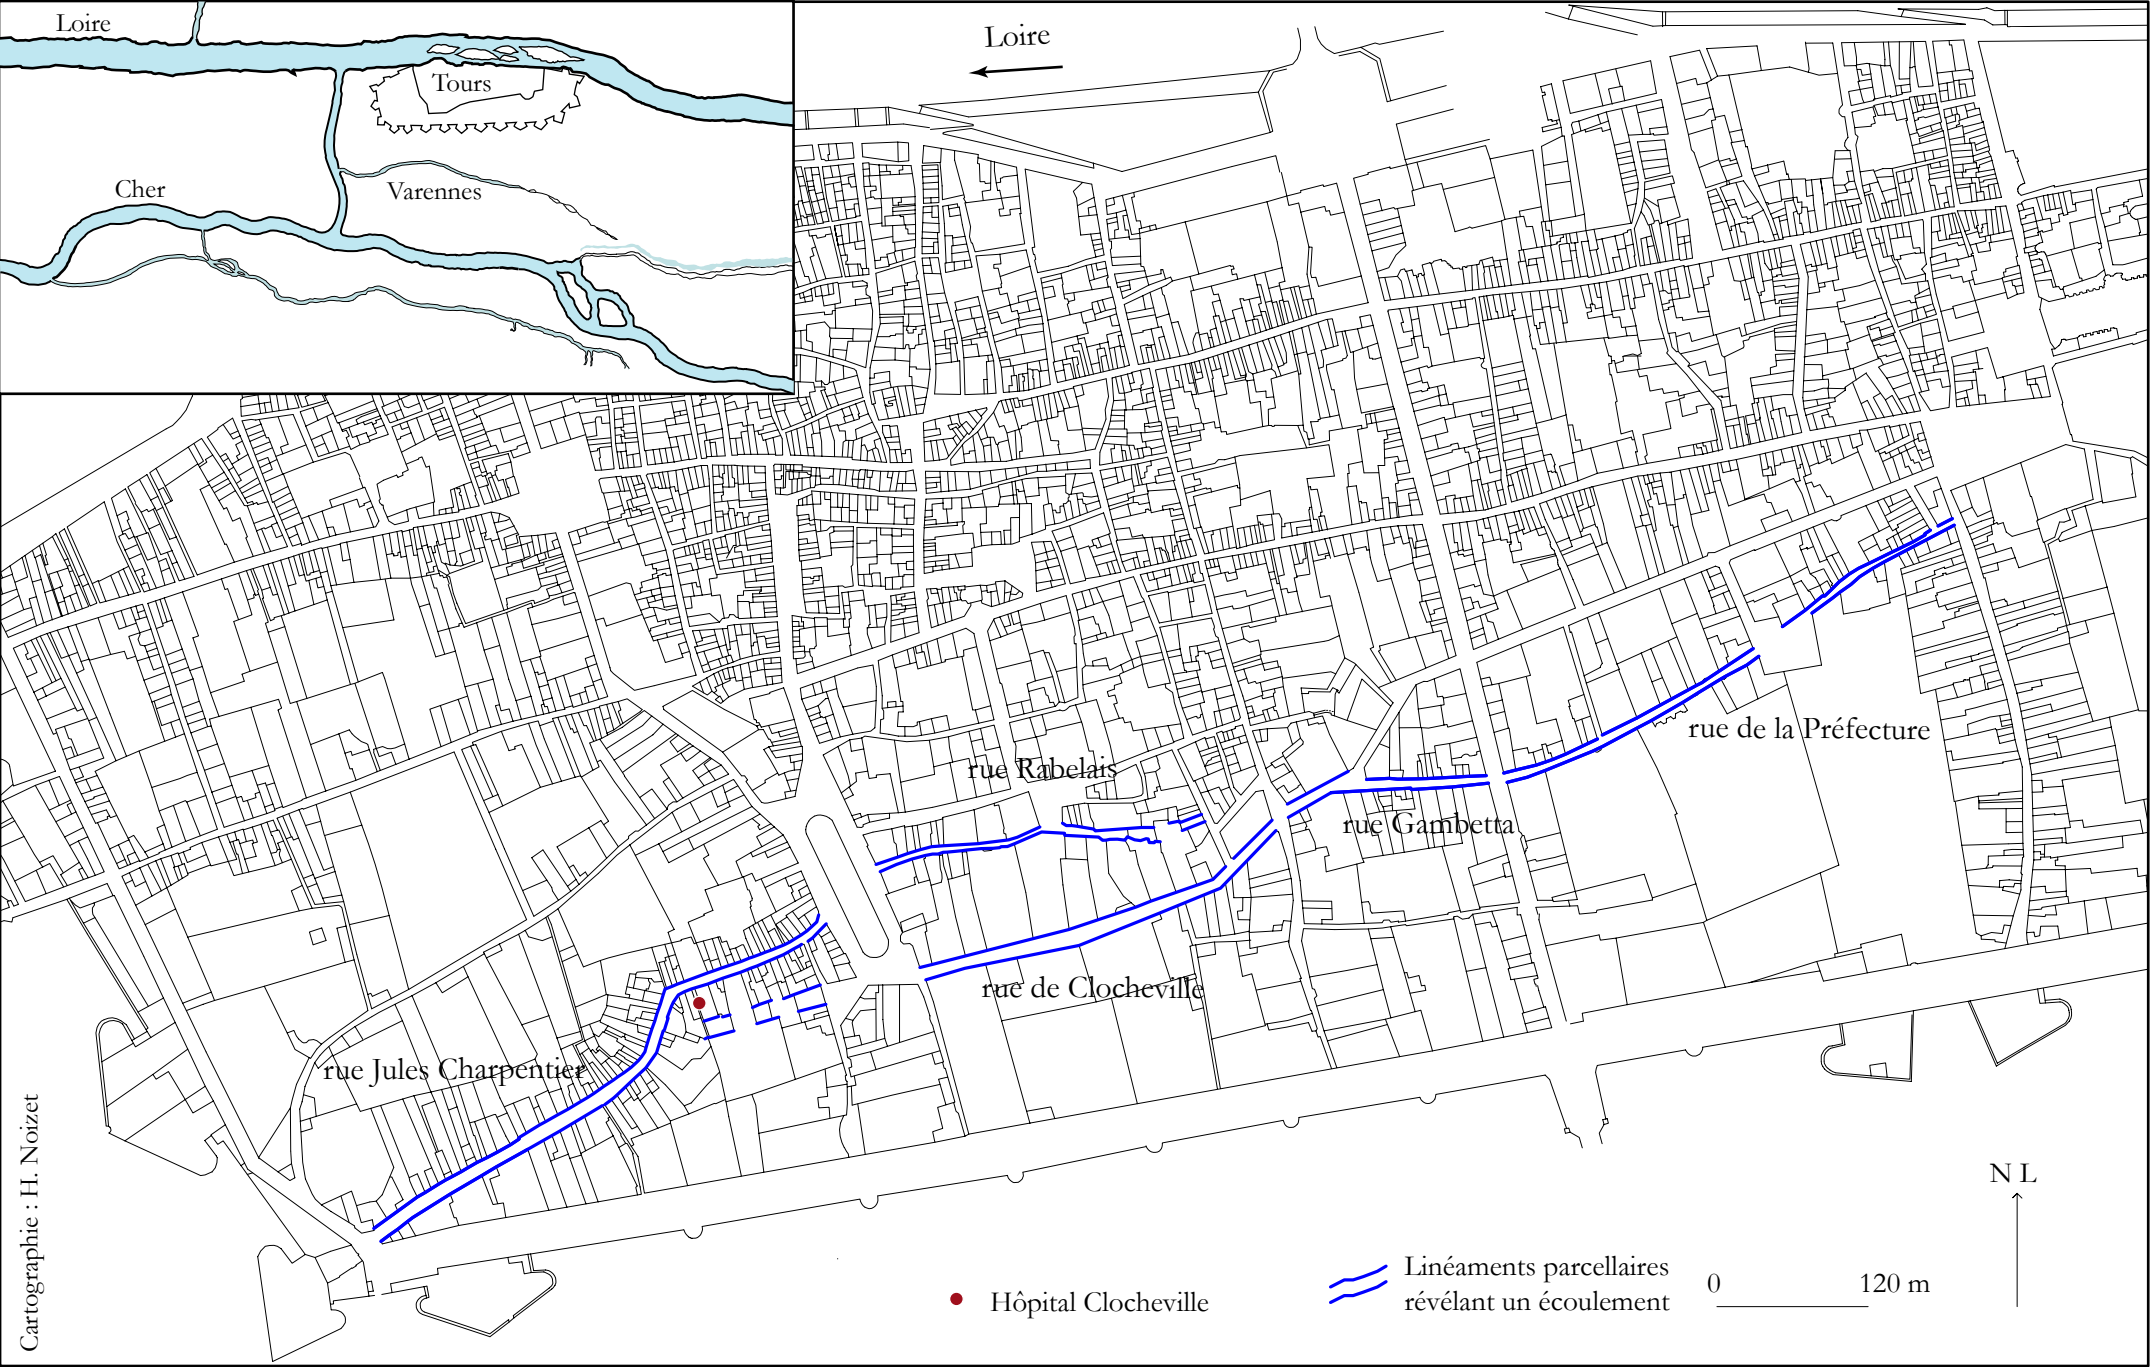 Loire
Tours
Cher
Varennes
Loire
rue de la Préfecture
rue Rabelais
rue Gambetta
rue de Clocheville
rue Jules Charpentier
Cartographie : H. Noizet
N L
Hôpital Clocheville
Linéaments parcellaires
révélant un écoulement
0 120 m